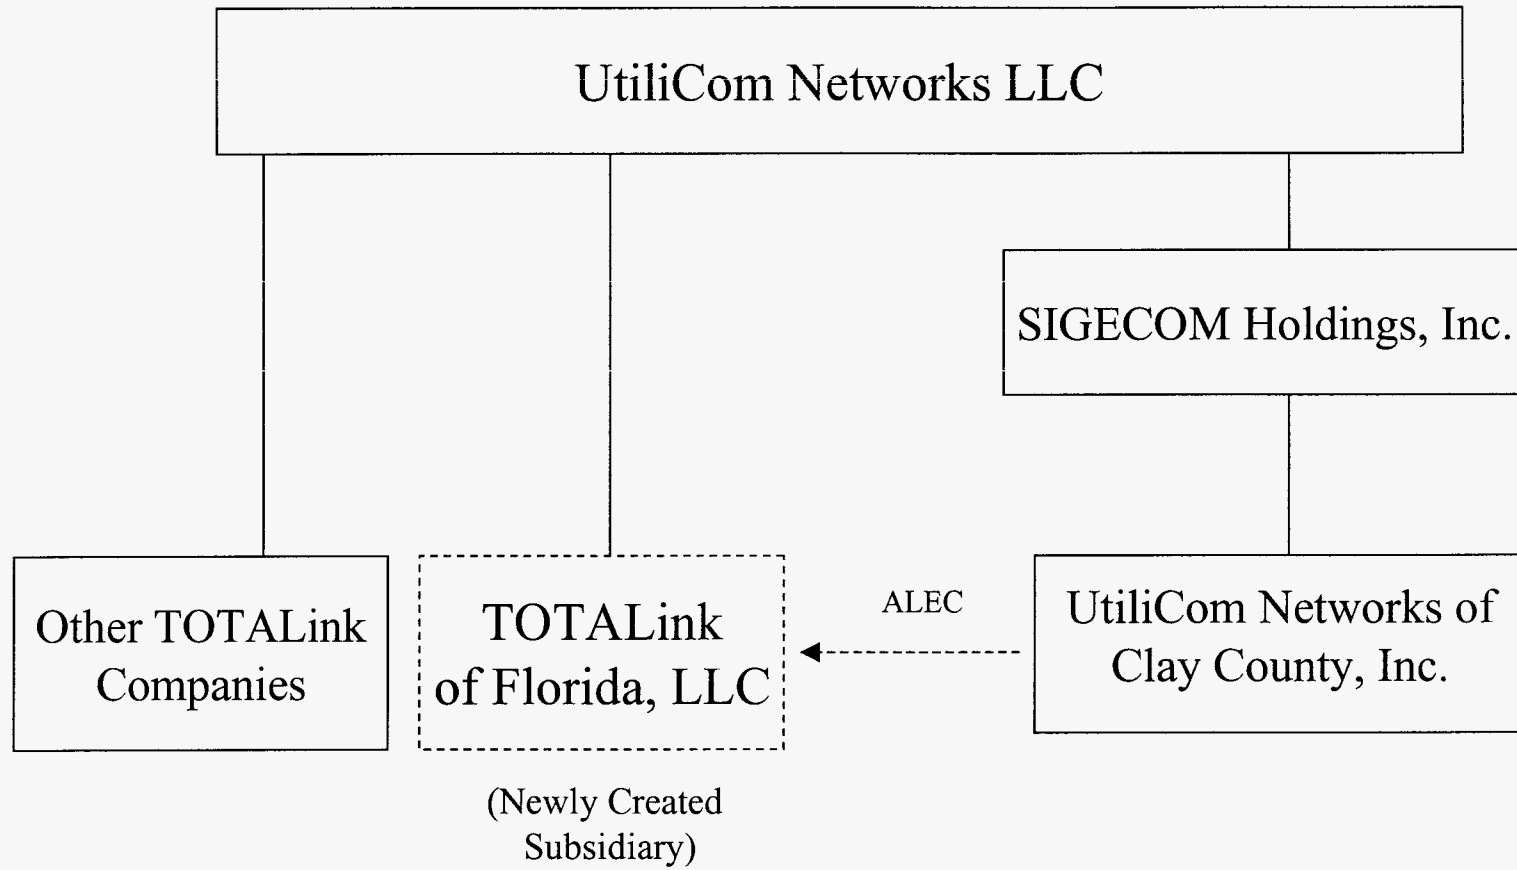 UtiliCom Networks LLC
SIGECOM Holdings, Inc.
Other TOTALink
Companies
TOTALink
of Florida, LLC
ALEC
UtiliCom Networks of
Clay County, Inc.
(Newly Created
Subsidiary)